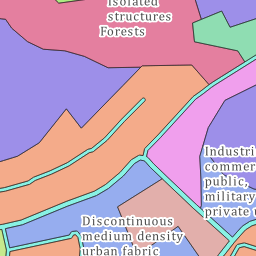 Isolated
structures
Forests
Industri
commer
public,
military
private u
Discontinuous
medium density
urban fabric